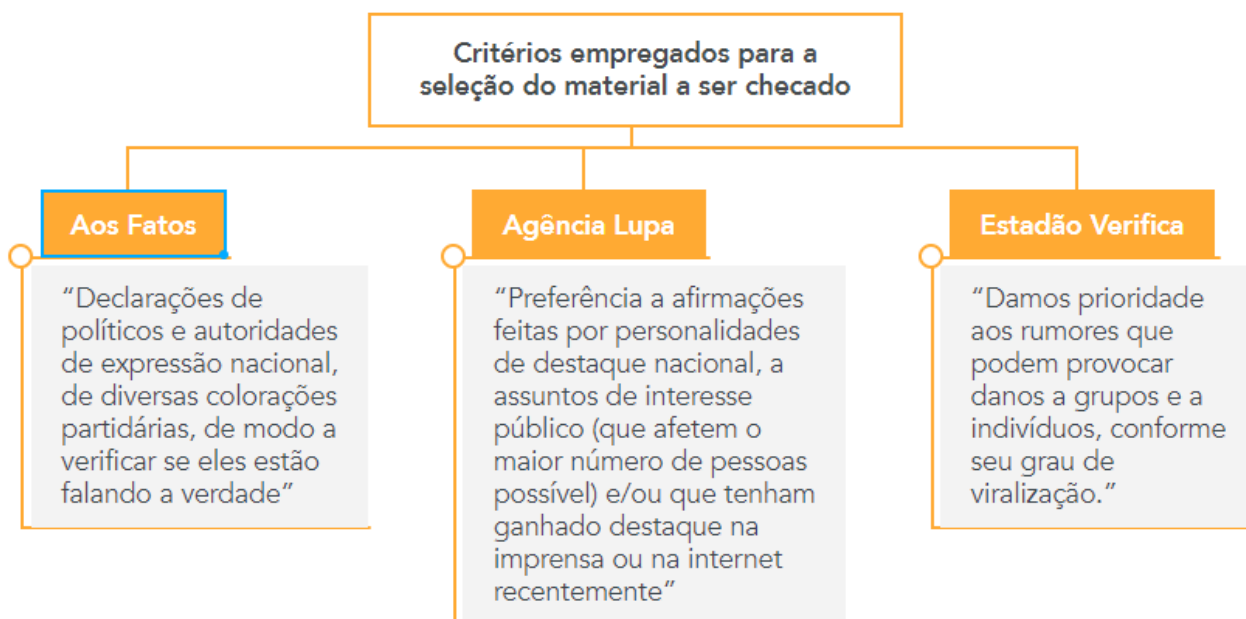 Critérios empregados para a
seleção do material a ser checado
Aos Fatos
“Declarações de
políticos e autoridades
de expressão nacional,
de diversas colorações
partidárias, de modo a
verificar se eles estão
falando a verdade”
Agência Lupa
“Preferência a afirmações
feitas por personalidades
de destaque nacional, a
assuntos de interesse
público (que afetem o
maior número de pessoas
possível) e/ou que tenham
ganhado destaque na
imprensa ou na internet
recentemente”
Estadão Verifica
“Damos prioridade
aos rumores que
podem provocar
danos a grupos e a
indivíduos, conforme
seu grau de
viralização.”